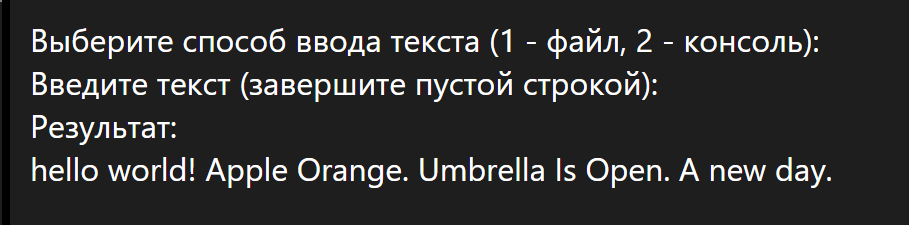 Выберите способ ввода текста (1 - файл, 2 - консоль):
Введите текст (завершите пустой строкой):
Результат:
hello world! Apple Orange. Umbrella Is Open. A new day.